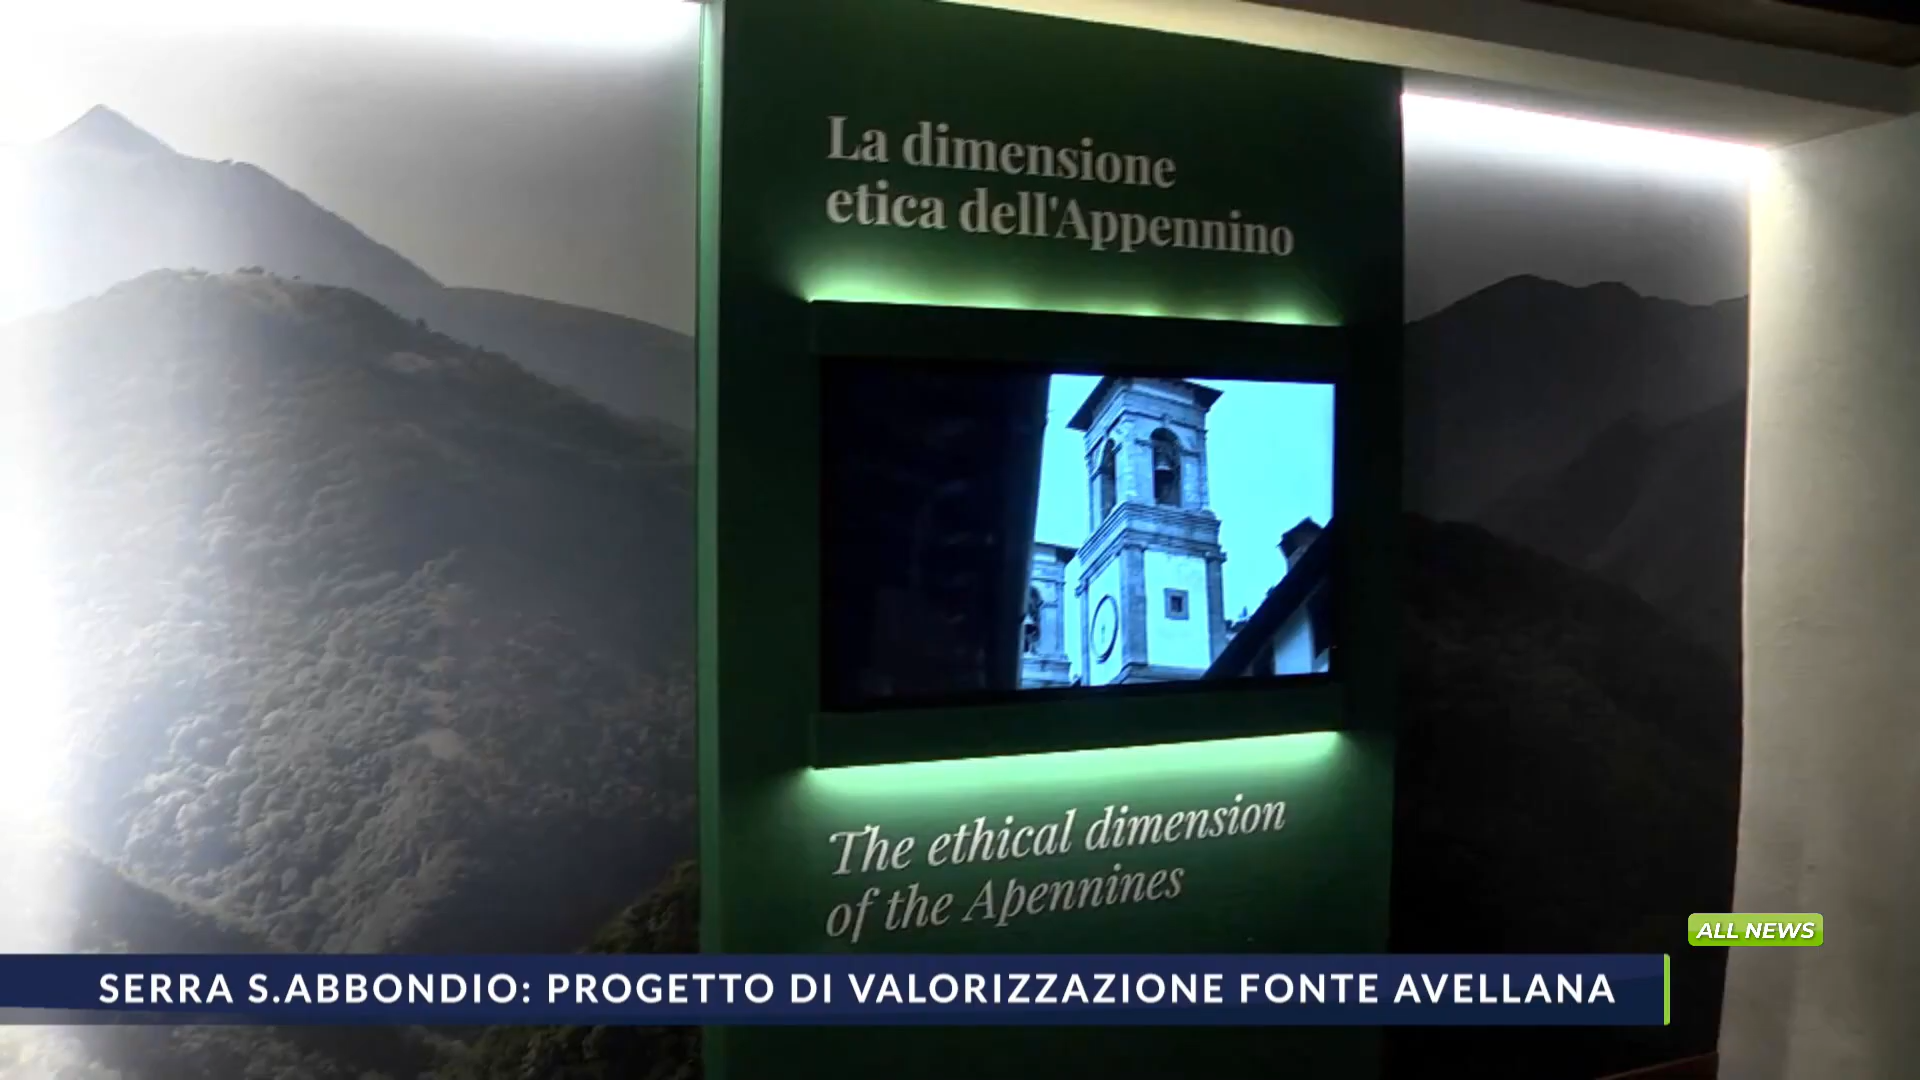 La dimensione
etica dell'Appennino
The ethical dimension
of the Apennines
ALL NEWS
SERRA S.ABBONDIO: PROGETTO DI VALORIZZAZIONE FONTE AVELLANA